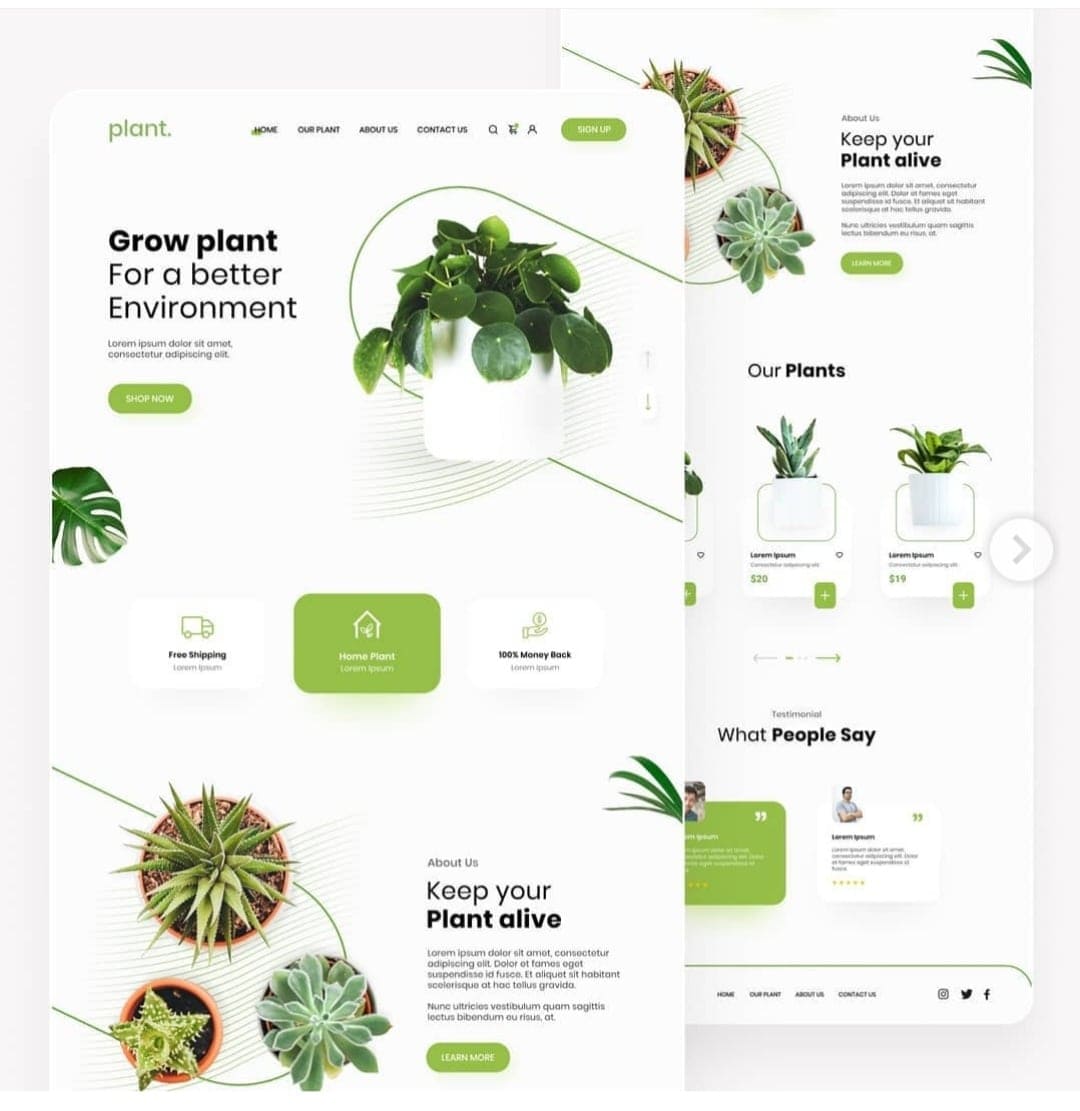 plant.
HOME
OUR PLANT
ABOUT US
CONTACT US
SIGN UP
Grow plant
For a better
Environment
Lorem ipsum dolor sit amet,
consectetur adipiscing elit.
SHOP NOW
Free Shipping
Lorem Ipsum
Home Plant
Lorem Ipsum
100% Money Back
Lorem Ipsum
About Us
Keep your
Plant alive
Lorem ipsum dolor sit amet, consectetur
adipiscing elit. Dolor at fames eget
suspendisse id fusce. Et aliquet sit habitant
scelerisque at hac tellus gravida.
Nunc ultricies vestibulum quam sagittis
lectus bibendum eu risus, at.
LEARN MORE
About Us
Keep your
Plant alive
Lorem ipsum dolor sit amet, consectetur
adipiscing elit. Dolor at fames eget
suspendisse id fusce. Et aliquet sit habitant
scelerisque at hac tellus gravida.
Nunc ultricies vestibulum quam sagittis
lectus bibendum eu risus, at.
LEARN MORE
Our Plants
Lorem Ipsum
Consectetur adipiscing elit
$20
+
Lorem Ipsum
Consectetur adipiscing elit
$19
+
Testimonial
What People Say
Ipsum
Lorem Ipsum
Lorem ipsum dolor sit amet,
consectetur adipiscing elit. Dolor
at fames eget suspendisse id
fusce.
HOME
OUR PLANT
ABOUT US
CONTACT US